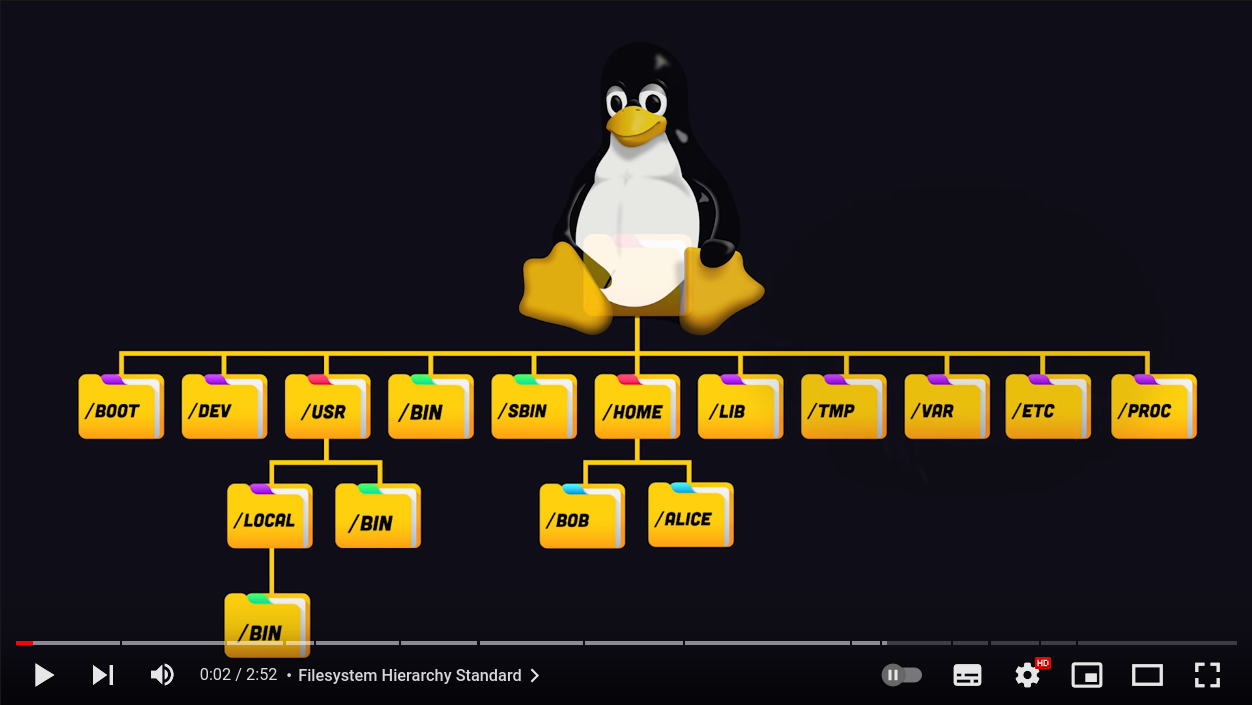 /BOOT
/DEV
/USR
/BIN
/SBIN
/HOME
/LIB
/TMP
/VAR
/ETC
/PROC
/LOCAL
/BIN
/BOB
/ALICE
/BIN
0:02 / 2:52 • Filesystem Hierarchy Standard
HD